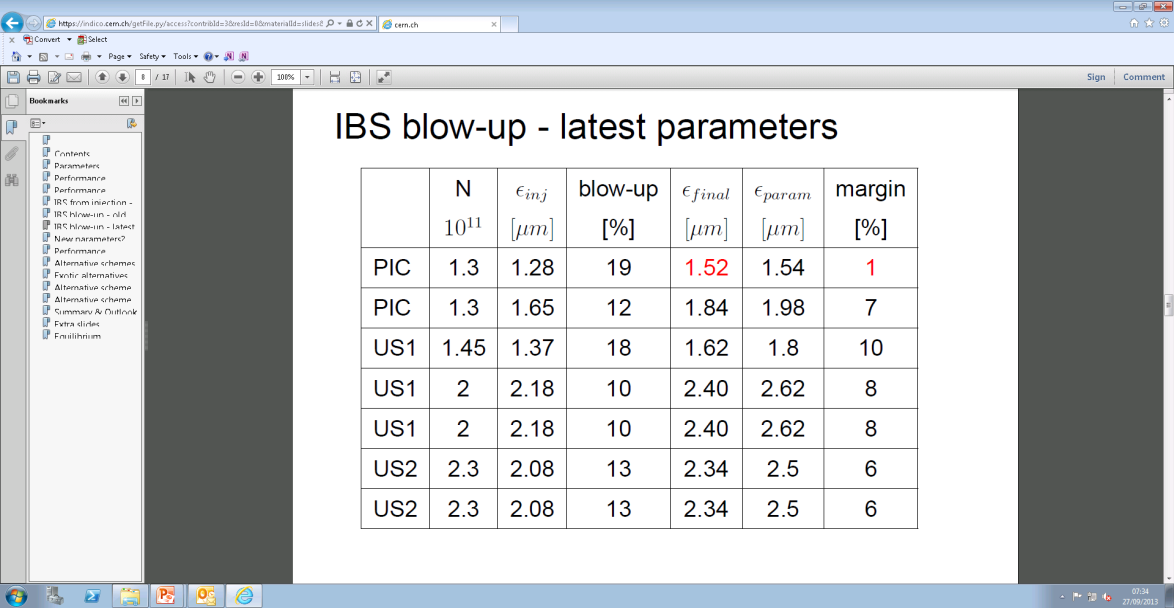 https://indico.cern.ch/getFile.py/access?contribId=3&resId=0&materialId=slides&
cern.ch
Convert Select
Page Safety Tools
8 / 17 100% Sign Comment
Bookmarks
Contents
Parameters
Performance
Performance
IBS from injection -
IBS blow-up - old
IBS blow-up - latest
New parameters?
Performance
Alternative schemes
Exotic alternatives
Alternative scheme
Alternative scheme
Summary & Outlook
Extra slides
Equilibrium
IBS blow-up - latest parameters
N ϵinj blow-up ϵfinal ϵparam margin
10¹¹ [μm] [%] [μm] [μm] [%]
PIC 1.3 1.28 19 1.52 1.54 1
PIC 1.3 1.65 12 1.84 1.98 7
US1 1.45 1.37 18 1.62 1.8 10
US1 2 2.18 10 2.40 2.62 8
US1 2 2.18 10 2.40 2.62 8
US2 2.3 2.08 13 2.34 2.5 6
US2 2.3 2.08 13 2.34 2.5 6
07:34
27/09/2013